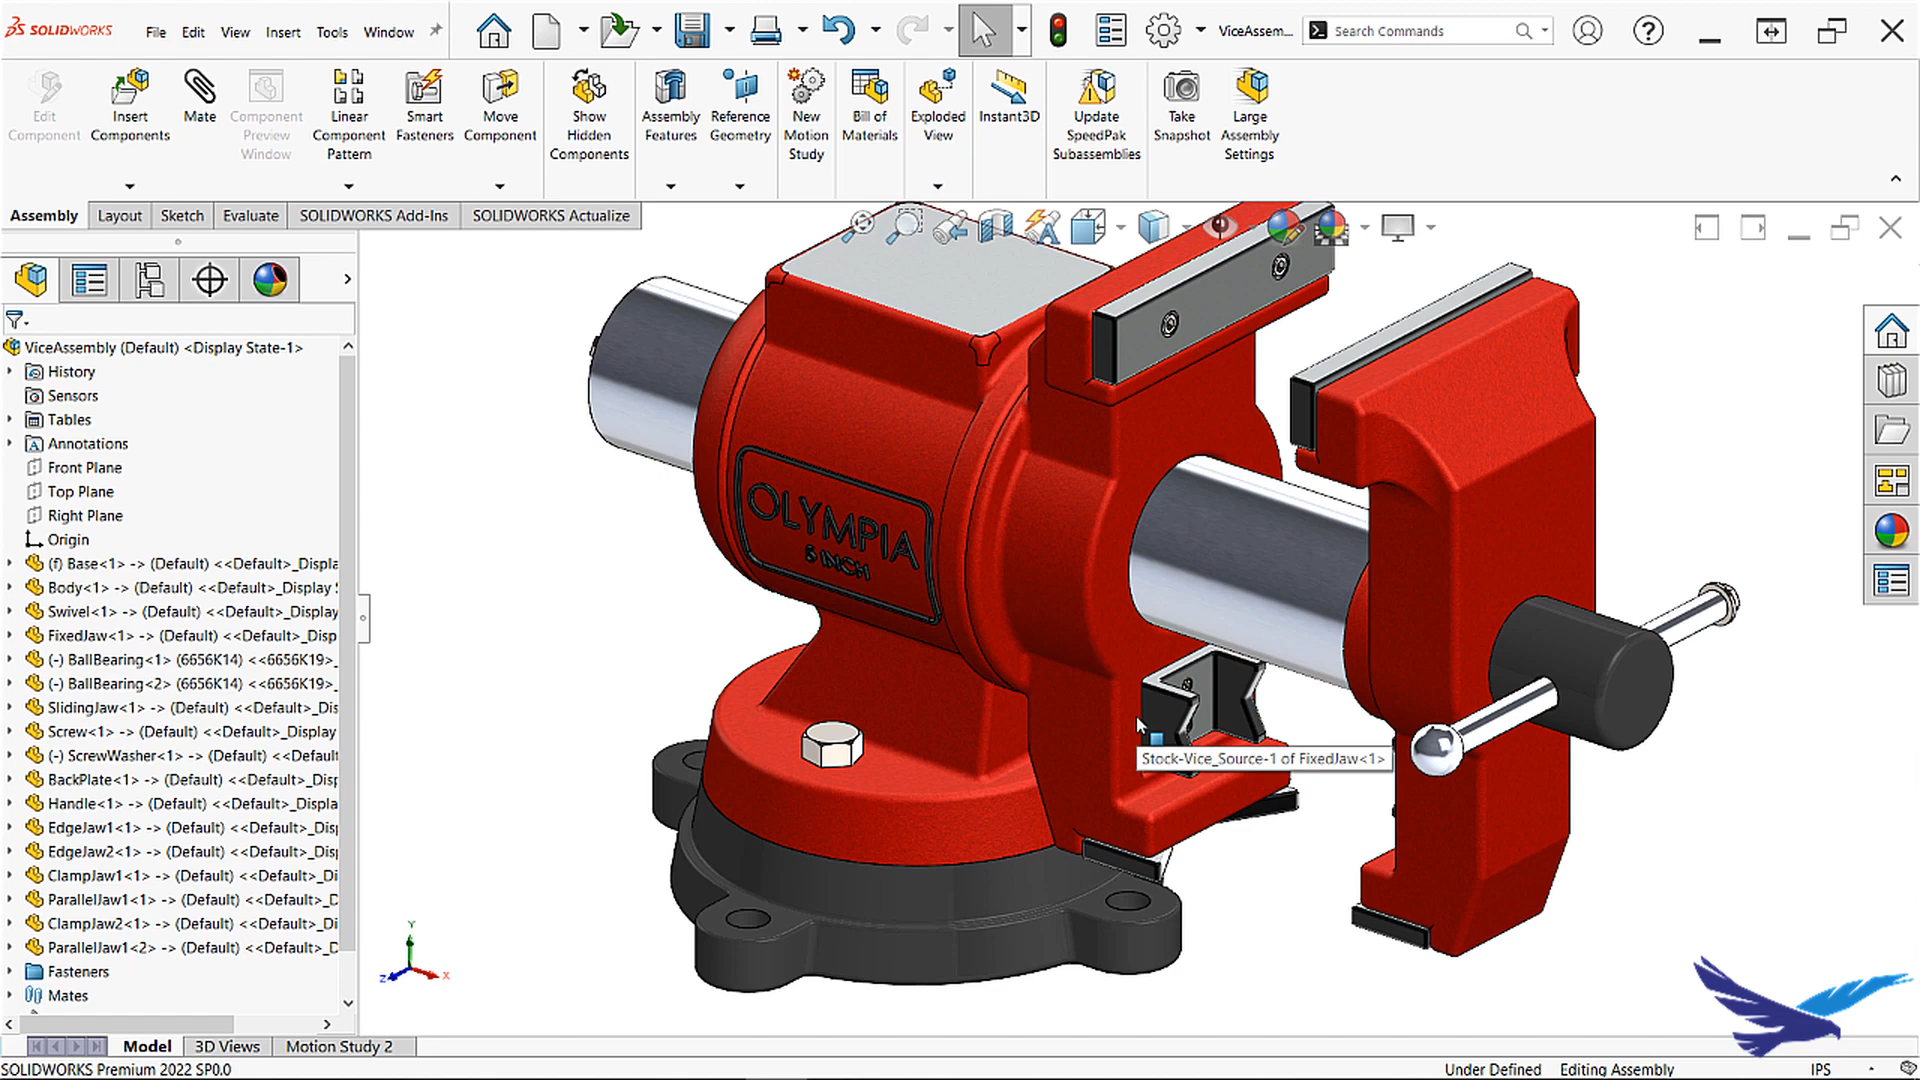 SOLIDWORKS
File Edit View Insert Tools Window
ViceAssem...
Search Commands
Edit Component
Insert Components
Mate
Component Preview Window
Linear Component Pattern
Smart Fasteners
Move Component
Show Hidden Components
Assembly Features
Reference Geometry
New Motion Study
Bill of Materials
Exploded View
Instant3D
Update SpeedPak Subassemblies
Take Snapshot
Large Assembly Settings
Assembly Layout Sketch Evaluate SOLIDWORKS Add-Ins SOLIDWORKS Actualize
ViceAssembly (Default) <Display State-1>
History
Sensors
Tables
Annotations
Front Plane
Top Plane
Right Plane
Origin
(f) Base<1> -> (Default) <<Default>_Displa
Body<1> -> (Default) <<Default>_Display
Swivel<1> -> (Default) <<Default>_Display
FixedJaw<1> -> (Default) <<Default>_Disp
(-) BallBearing<1> (6656K14) <<6656K19>_
(-) BallBearing<2> (6656K14) <<6656K19>_
SlidingJaw<1> -> (Default) <<Default>_Dis
Screw<1> -> (Default) <<Default>_Display
(-) ScrewWasher<1> -> (Default) <<Default
BackPlate<1> -> (Default) <<Default>_Dis
Handle<1> -> (Default) <<Default>_Displa
EdgeJaw1<1> -> (Default) <<Default>_Dis
EdgeJaw2<1> -> (Default) <<Default>_Dis
ClampJaw1<1> -> (Default) <<Default>_Di
ParallelJaw1<1> -> (Default) <<Default>_D
ClampJaw2<1> -> (Default) <<Default>_Di
ParallelJaw1<2> -> (Default) <<Default>_D
Fasteners
Mates
OLYMPIA
5 INCH
Stock-Vice_Source-1 of FixedJaw<1>
Y
Z
X
Model 3D Views Motion Study 2
SOLIDWORKS Premium 2022 SP0.0
Under Defined Editing Assembly IPS